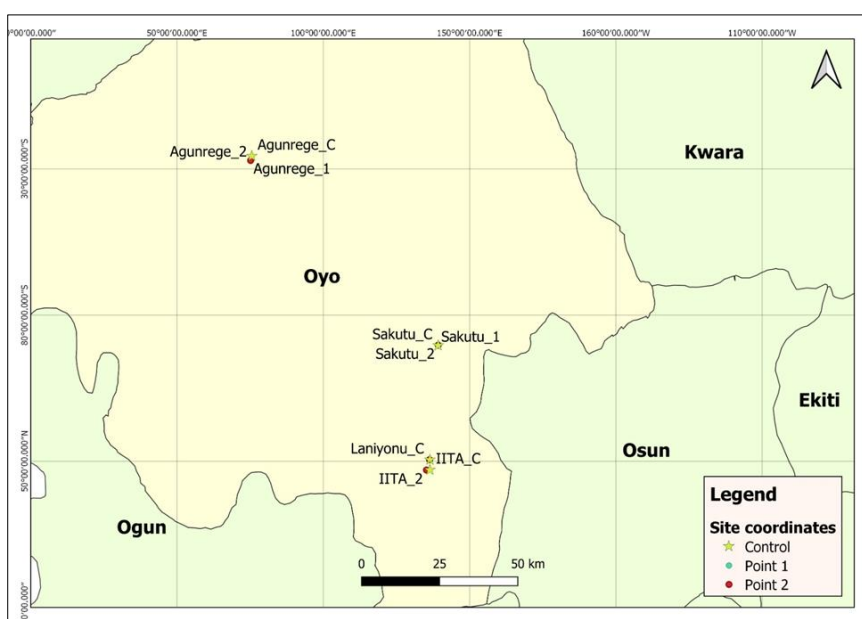 0°00'00.000"E 50°00'00.000"E 100°00'00.000"E 150°00'00.000"E 160°00'00.000"W 110°00'00.000"W
30°00'00.000"S
80°00'00.000"S
50°00'00.000"N
0°00'00.000"
Agunrege_2 Agunrege_C
Agunrege_1
Kwara
Oyo
Sakutu_C Sakutu_1
Sakutu_2
Ekiti
Laniyonu_C IITA_C
IITA_2
Osun
Ogun
0 25 50 km
Legend
Site coordinates
Control
Point 1
Point 2